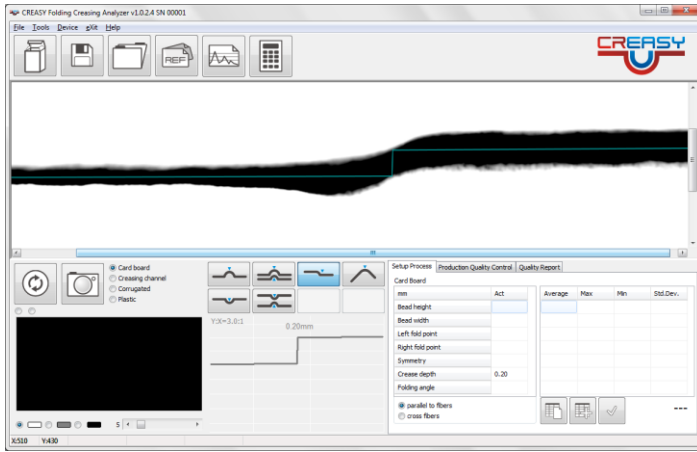 CREASY Folding Creasing Analyzer v1.0.2.4 SN 00001
File Tools Device eXit Help
REF
CREASY
Card board
Creasing channel
Corrugated
Plastic
Y:X=3.0:1
0.20mm
S
Setup Process Production Quality Control Quality Report
Card Board
mm Act Average Max Min Std.Dev.
Bead height
Bead width
Left fold point
Right fold point
Symmetry
Crease depth 0.20
Folding angle
parallel to fibers
cross fibers
---
X:510 Y:430